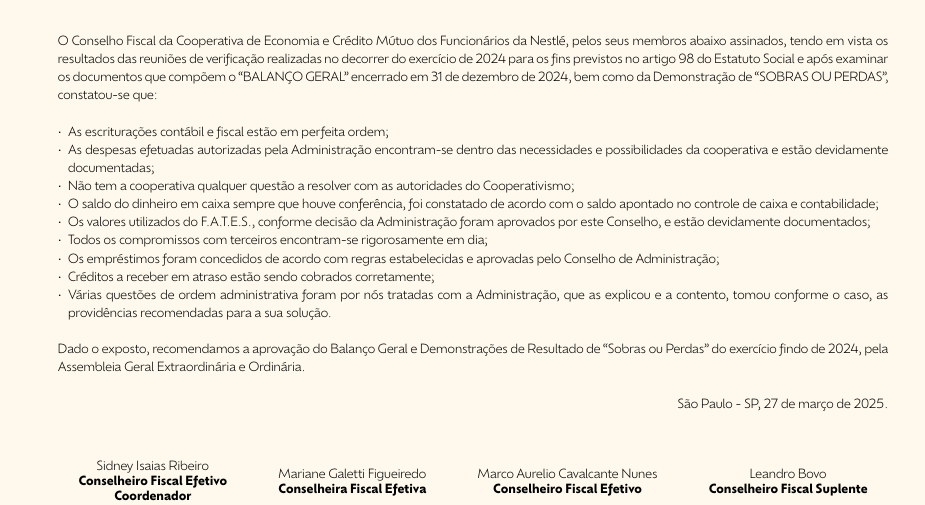 O Conselho Fiscal da Cooperativa de Economia e Crédito Mútuo dos Funcionários da Nestlé, pelos seus membros abaixo assinados, tendo em vista os
resultados das reuniões de verificação realizadas no decorrer do exercício de 2024 para os fins previstos no artigo 98 do Estatuto Social e após examinar
os documentos que compõem o “BALANÇO GERAL” encerrado em 31 de dezembro de 2024, bem como da Demonstração de “SOBRAS OU PERDAS”,
constatou-se que:
· As escriturações contábil e fiscal estão em perfeita ordem;
· As despesas efetuadas autorizadas pela Administração encontram-se dentro das necessidades e possibilidades da cooperativa e estão devidamente
documentadas;
· Não tem a cooperativa qualquer questão a resolver com as autoridades do Cooperativismo;
· O saldo do dinheiro em caixa sempre que houve conferência, foi constatado de acordo com o saldo apontado no controle de caixa e contabilidade;
· Os valores utilizados do F.A.T.E.S., conforme decisão da Administração foram aprovados por este Conselho, e estão devidamente documentados;
· Todos os compromissos com terceiros encontram-se rigorosamente em dia;
· Os empréstimos foram concedidos de acordo com regras estabelecidas e aprovadas pelo Conselho de Administração;
· Créditos a receber em atraso estão sendo cobrados corretamente;
· Várias questões de ordem administrativa foram por nós tratadas com a Administração, que as explicou e a contento, tomou conforme o caso, as
providências recomendadas para a sua solução.
Dado o exposto, recomendamos a aprovação do Balanço Geral e Demonstrações de Resultado de “Sobras ou Perdas” do exercício findo de 2024, pela
Assembleia Geral Extraordinária e Ordinária.
São Paulo - SP, 27 de março de 2025.
Sidney Isaias Ribeiro
Conselheiro Fiscal Efetivo
Coordenador
Mariane Galetti Figueiredo
Conselheira Fiscal Efetiva
Marco Aurelio Cavalcante Nunes
Conselheiro Fiscal Efetivo
Leandro Bovo
Conselheiro Fiscal Suplente